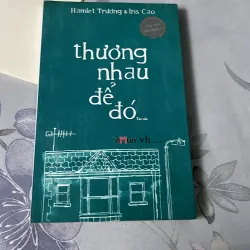 Hamlet Trương & Iris Cao
thương
nhau
để
đó